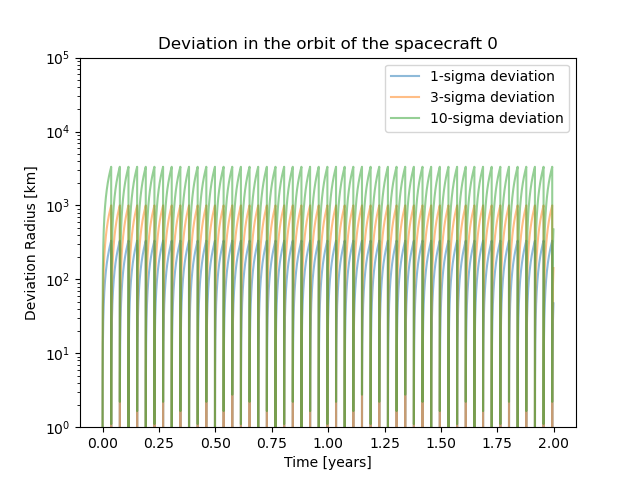 Deviation in the orbit of the spacecraft 0
1-sigma deviation
3-sigma deviation
10-sigma deviation
Deviation Radius [km]
10^5
10^4
10^3
10^2
10^1
10^0
0.00 0.25 0.50 0.75 1.00 1.25 1.50 1.75 2.00
Time [years]